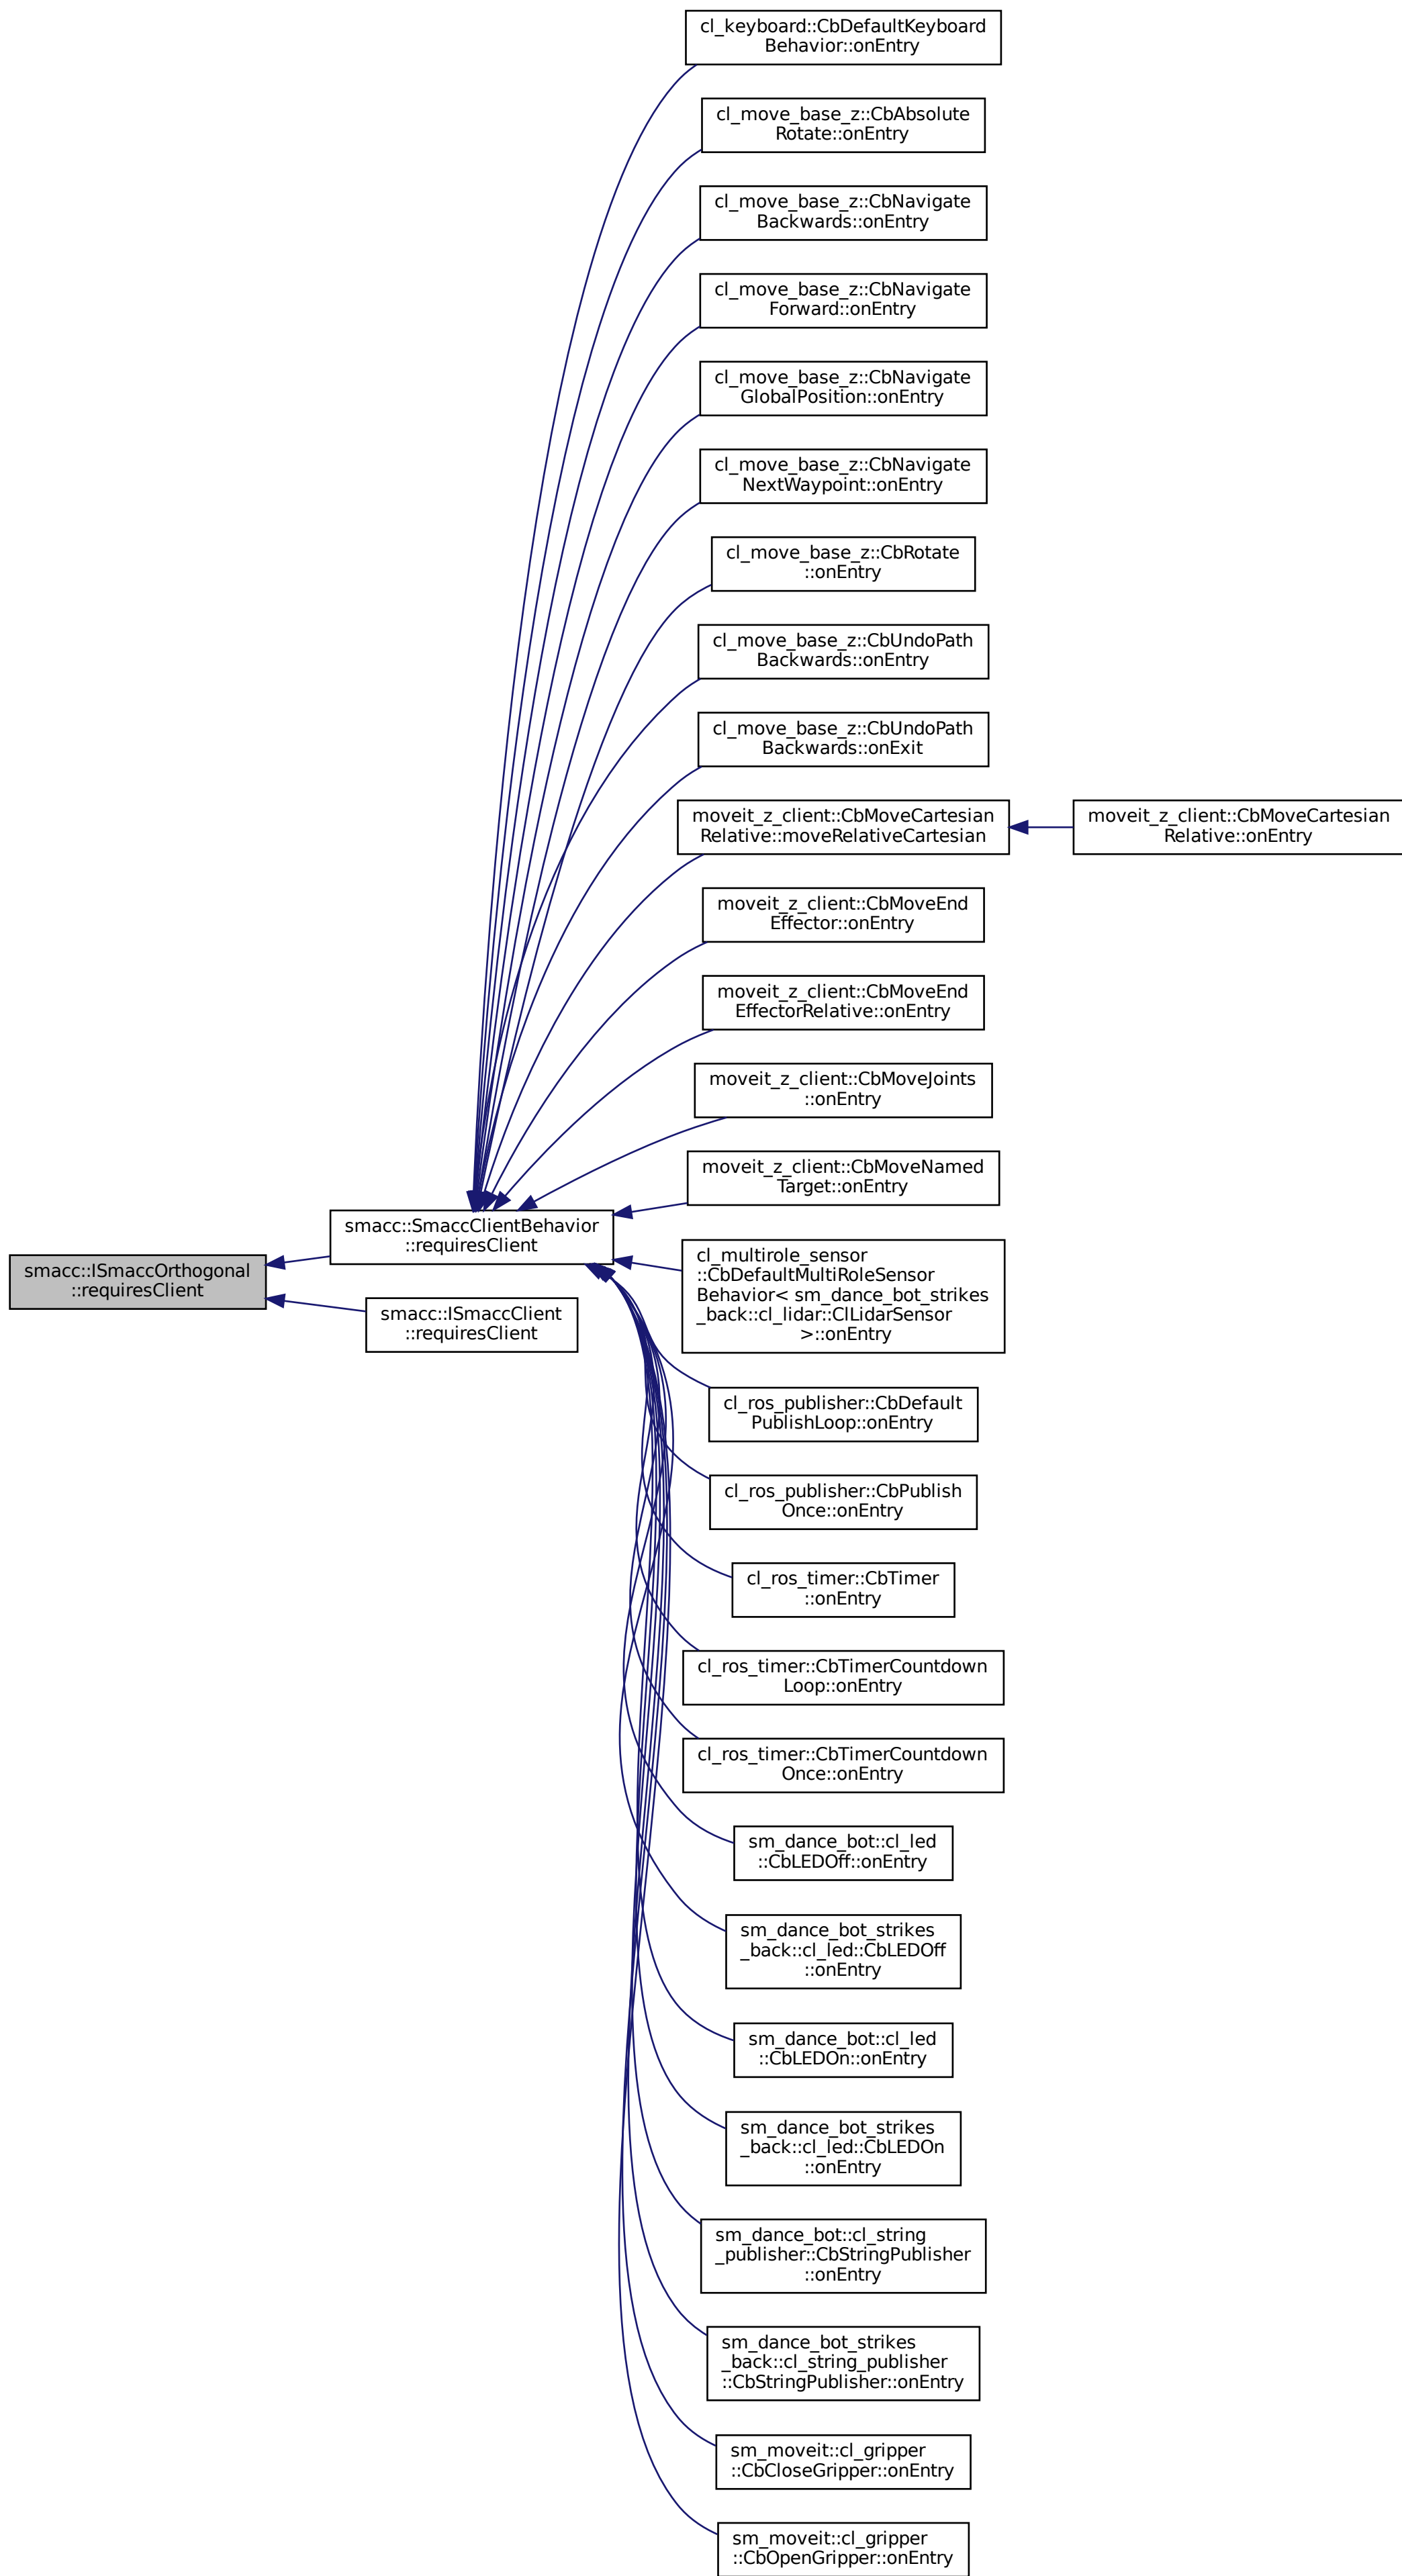 cl_keyboard::CbDefaultKeyboard
Behavior::onEntry
cl_move_base_z::CbAbsolute
Rotate::onEntry
cl_move_base_z::CbNavigate
Backwards::onEntry
cl_move_base_z::CbNavigate
Forward::onEntry
cl_move_base_z::CbNavigate
GlobalPosition::onEntry
cl_move_base_z::CbNavigate
NextWaypoint::onEntry
cl_move_base_z::CbRotate
::onEntry
cl_move_base_z::CbUndoPath
Backwards::onEntry
cl_move_base_z::CbUndoPath
Backwards::onExit
moveit_z_client::CbMoveCartesian
Relative::moveRelativeCartesian
moveit_z_client::CbMoveCartesian
Relative::onEntry
moveit_z_client::CbMoveEnd
Effector::onEntry
moveit_z_client::CbMoveEnd
EffectorRelative::onEntry
moveit_z_client::CbMoveJoints
::onEntry
moveit_z_client::CbMoveNamed
Target::onEntry
smacc::SmaccClientBehavior
::requiresClient
smacc::ISmaccOrthogonal
::requiresClient
smacc::ISmaccClient
::requiresClient
cl_multirole_sensor
::CbDefaultMultiRoleSensor
Behavior< sm_dance_bot_strikes
_back::cl_lidar::ClLidarSensor
>::onEntry
cl_ros_publisher::CbDefault
PublishLoop::onEntry
cl_ros_publisher::CbPublish
Once::onEntry
cl_ros_timer::CbTimer
::onEntry
cl_ros_timer::CbTimerCountdown
Loop::onEntry
cl_ros_timer::CbTimerCountdown
Once::onEntry
sm_dance_bot::cl_led
::CbLEDOff::onEntry
sm_dance_bot_strikes
_back::cl_led::CbLEDOff
::onEntry
sm_dance_bot::cl_led
::CbLEDOn::onEntry
sm_dance_bot_strikes
_back::cl_led::CbLEDOn
::onEntry
sm_dance_bot::cl_string
_publisher::CbStringPublisher
::onEntry
sm_dance_bot_strikes
_back::cl_string_publisher
::CbStringPublisher::onEntry
sm_moveit::cl_gripper
::CbCloseGripper::onEntry
sm_moveit::cl_gripper
::CbOpenGripper::onEntry